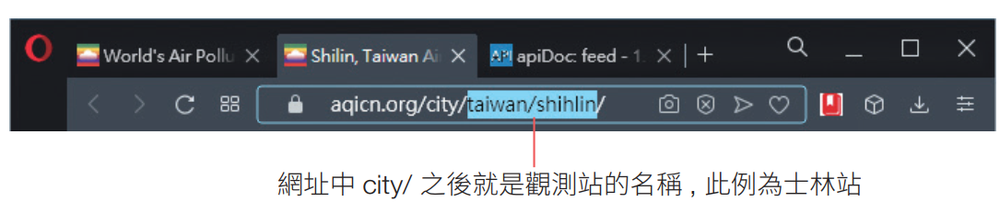 World's Air Pollu
Shilin, Taiwan Ai
API apiDoc: feed - 1.
aqicn.org/city/taiwan/shihlin/
網址中 city/ 之後就是觀測站的名稱 , 此例為士林站